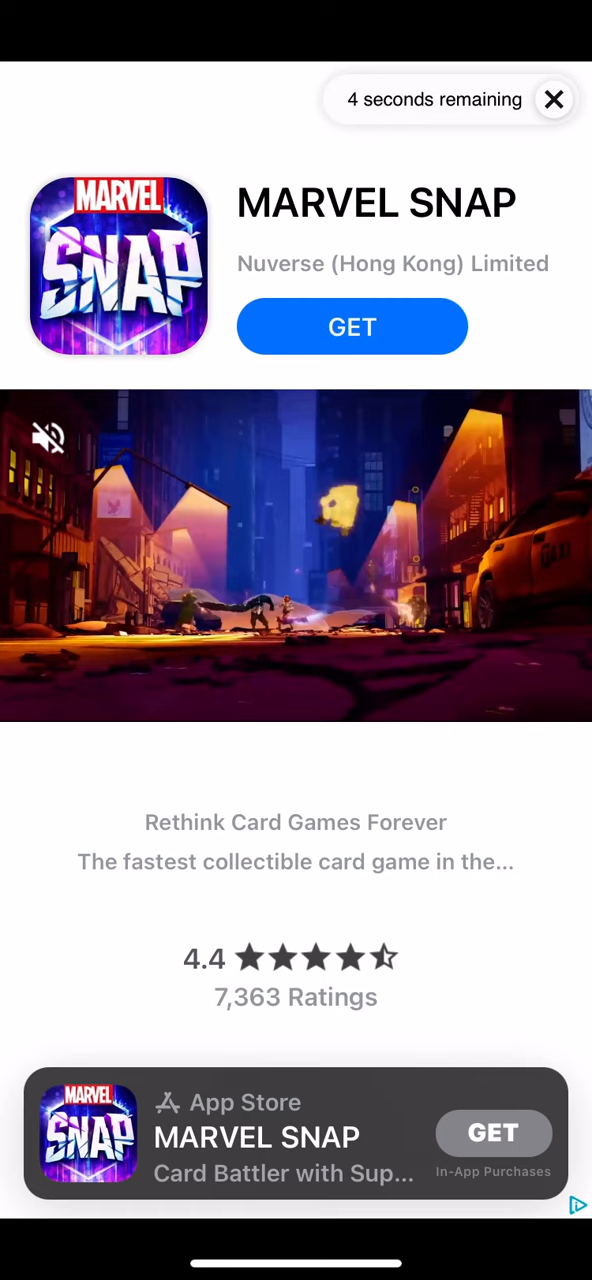 4 seconds remaining
MARVEL
SNAP
MARVEL SNAP
Nuverse (Hong Kong) Limited
GET
TAXI
Rethink Card Games Forever
The fastest collectible card game in the...
4.4
7,363 Ratings
MARVEL
SNAP
App Store
MARVEL SNAP
Card Battler with Sup...
GET
In-App Purchases